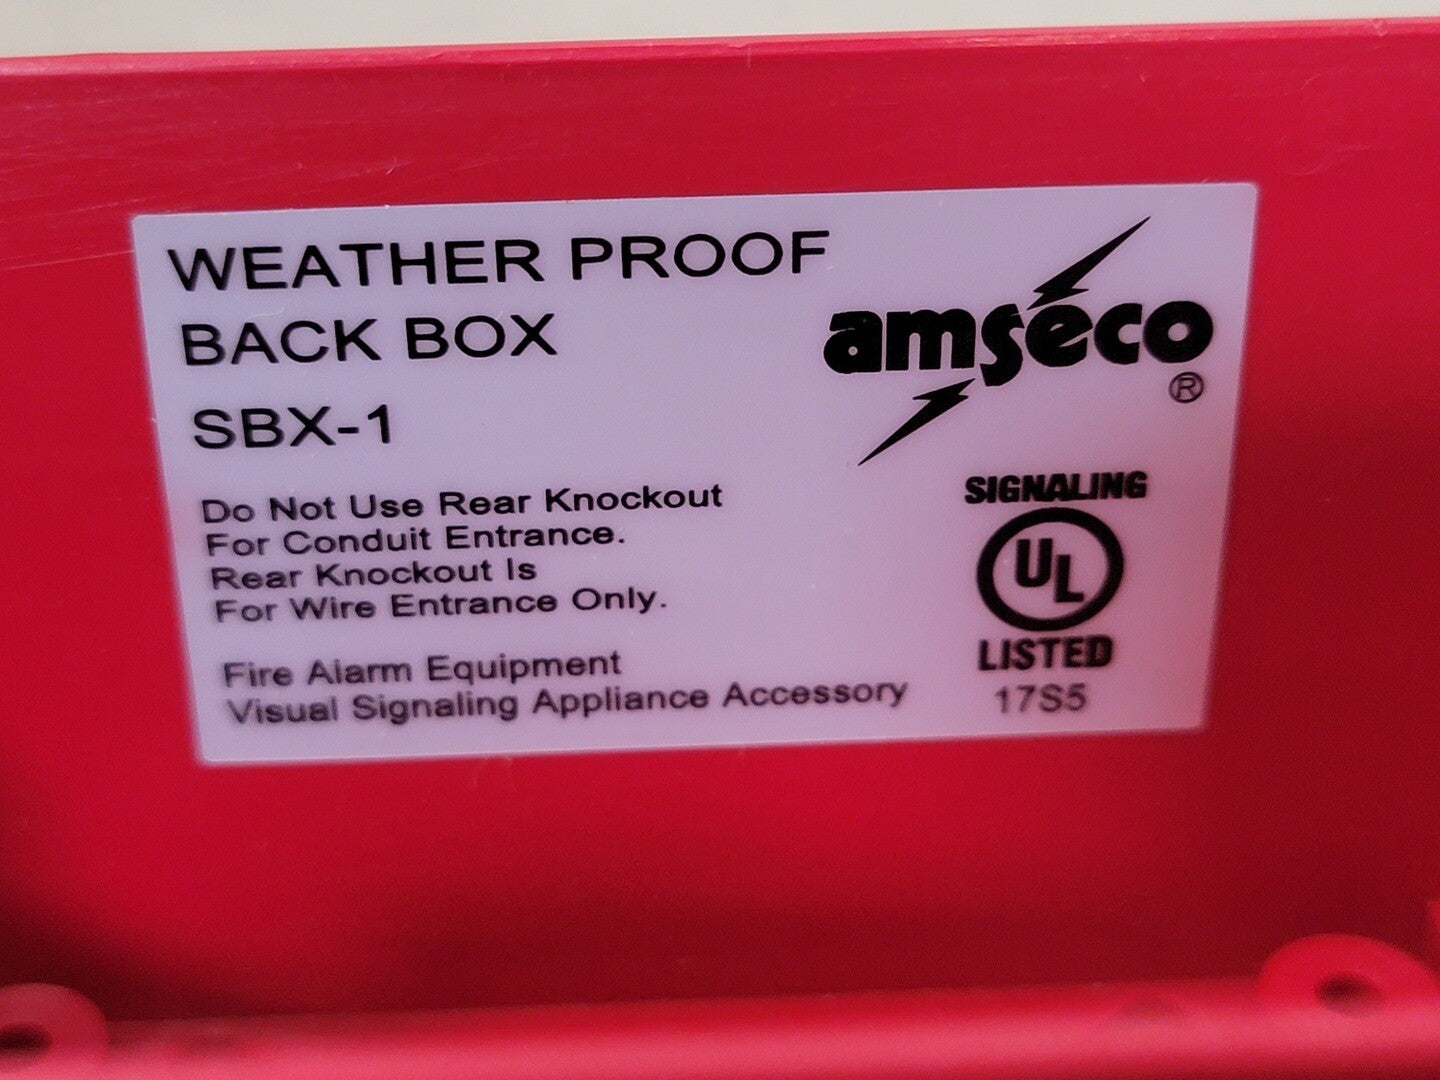 WEATHER PROOF
BACK BOX
SBX-1
amseco
®
Do Not Use Rear Knockout
For Conduit Entrance.
Rear Knockout Is
For Wire Entrance Only.
Fire Alarm Equipment
Visual Signaling Appliance Accessory
SIGNALING
UL
LISTED
17S5